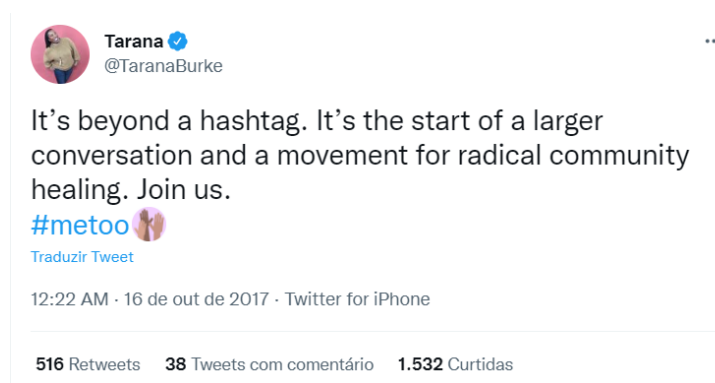 Tarana
@TaranaBurke
It’s beyond a hashtag. It’s the start of a larger
conversation and a movement for radical community
healing. Join us.
#metoo
Traduzir Tweet
12:22 AM · 16 de out de 2017 · Twitter for iPhone
516 Retweets 38 Tweets com comentário 1.532 Curtidas